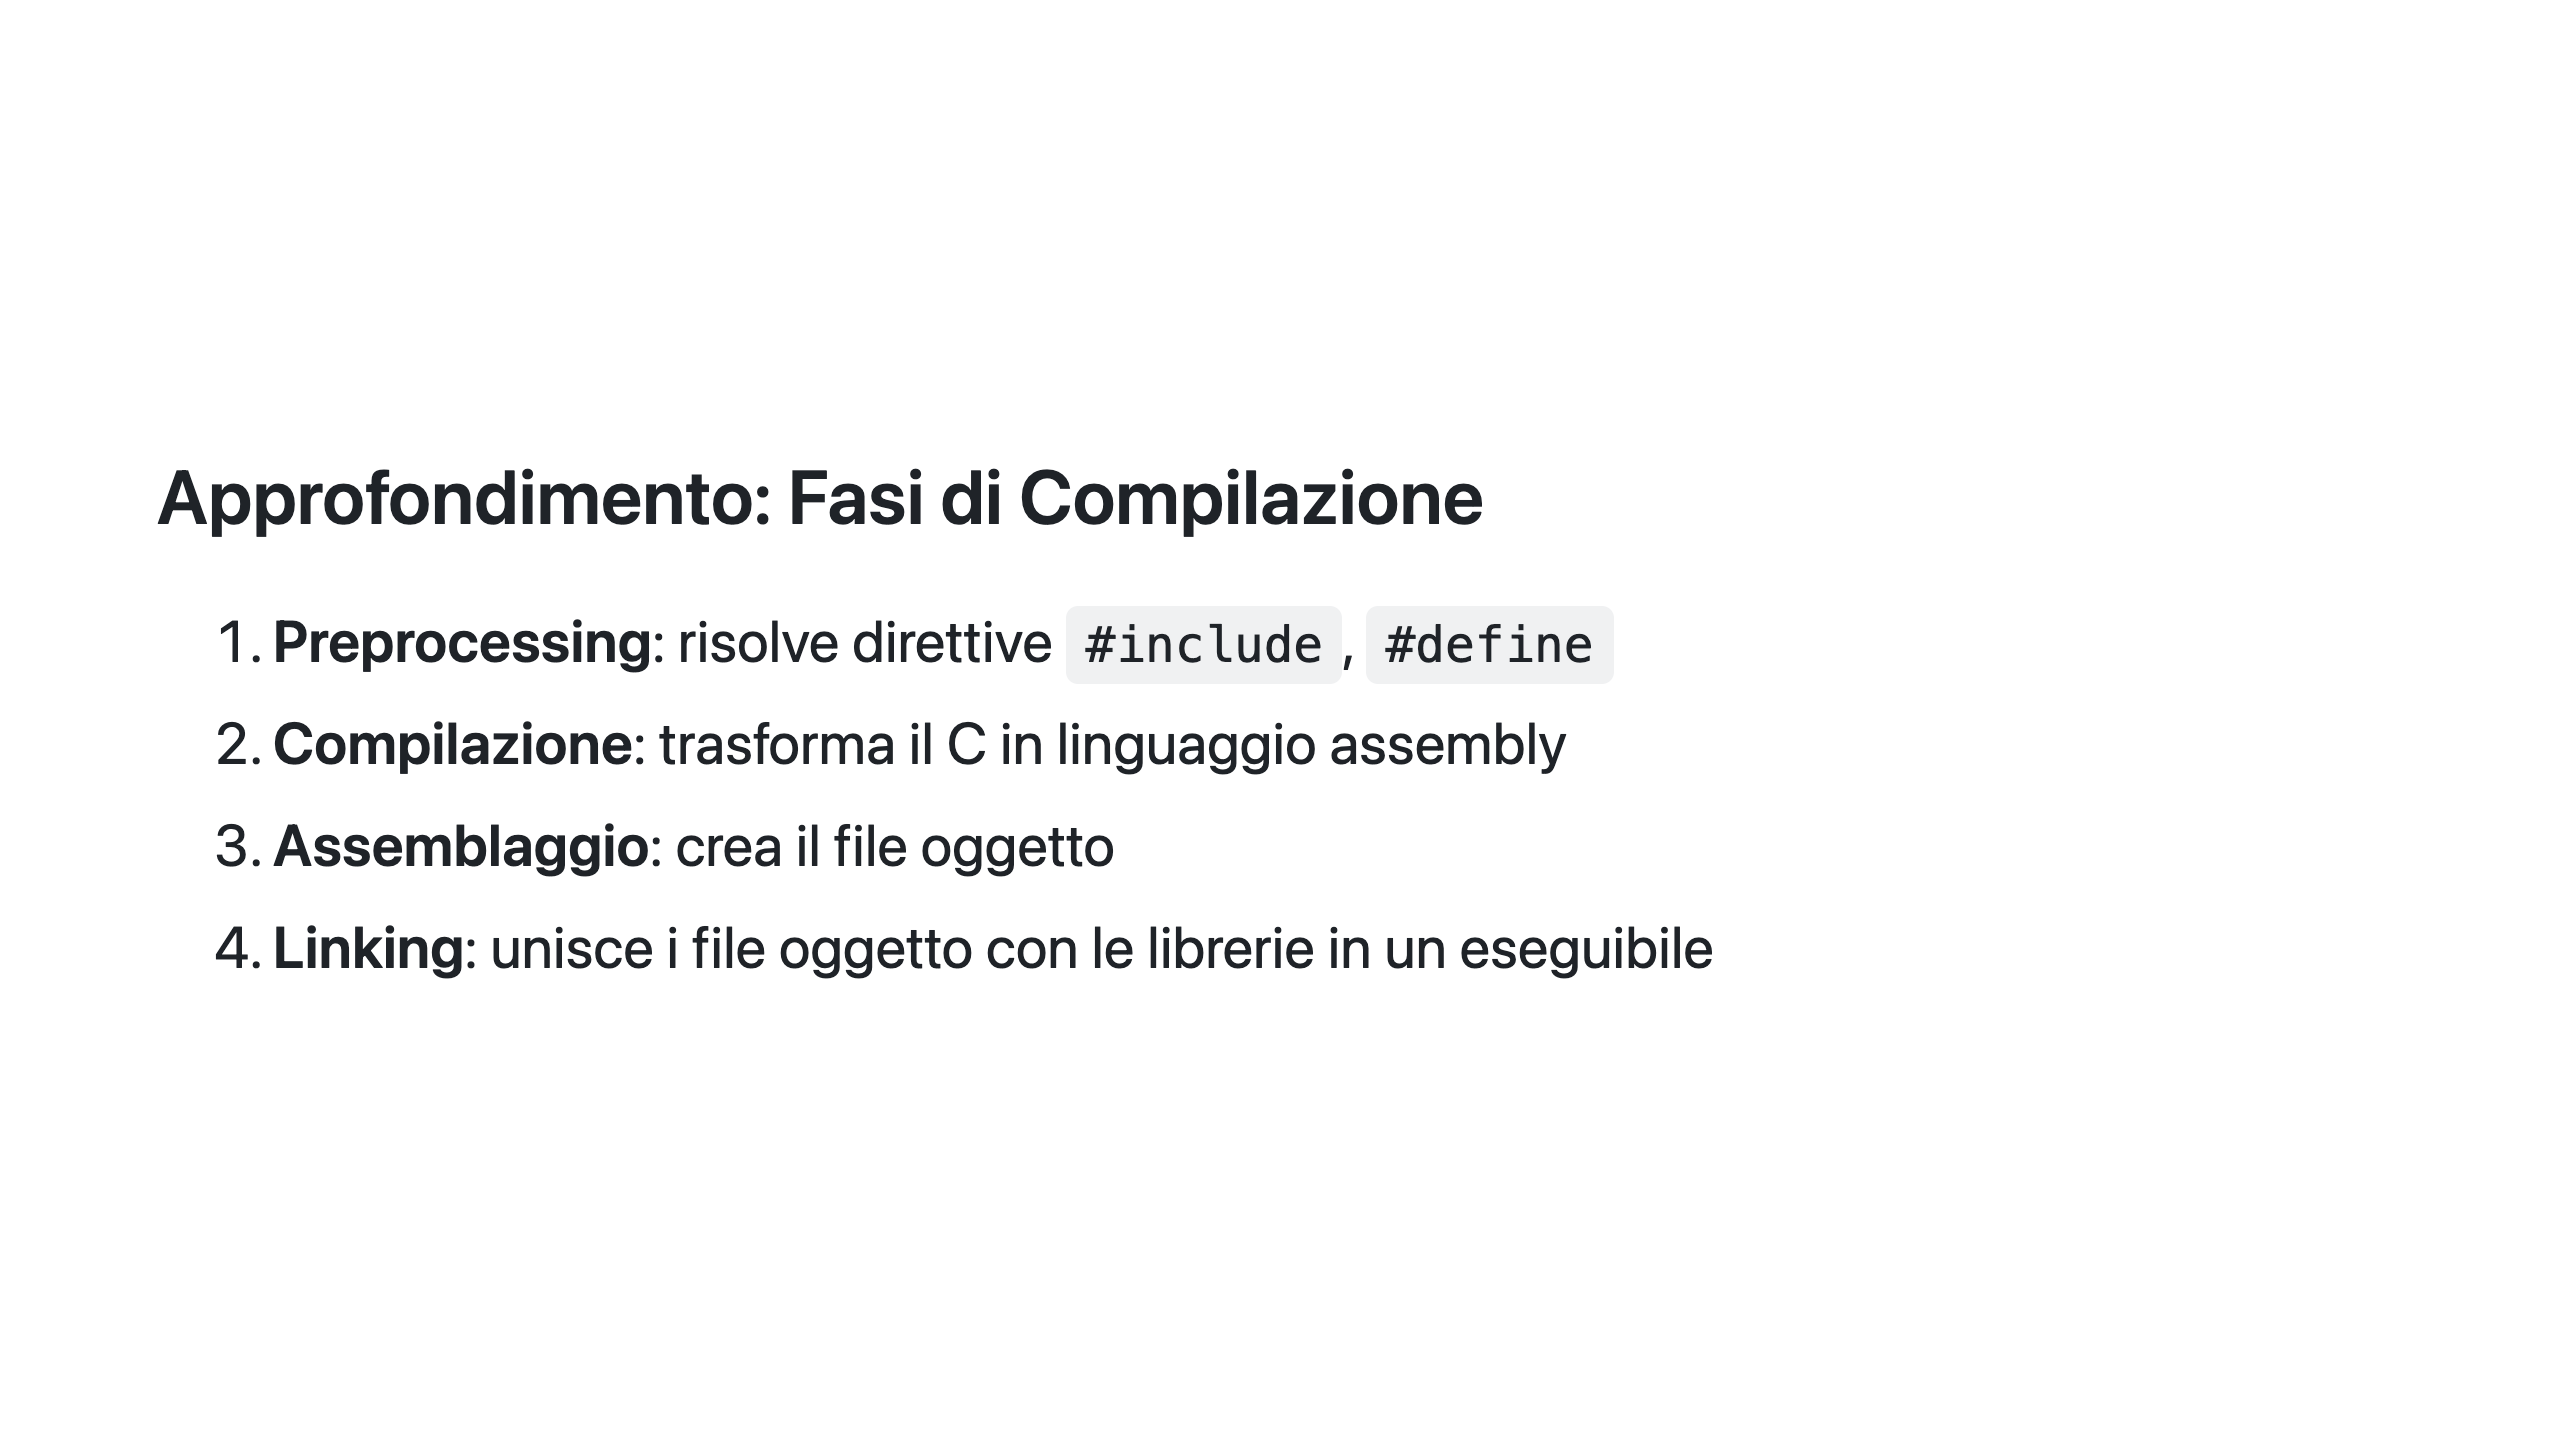 Approfondimento: Fasi di Compilazione
1. Preprocessing: risolve direttive #include, #define
2. Compilazione: trasforma il C in linguaggio assembly
3. Assemblaggio: crea il file oggetto
4. Linking: unisce i file oggetto con le librerie in un eseguibile